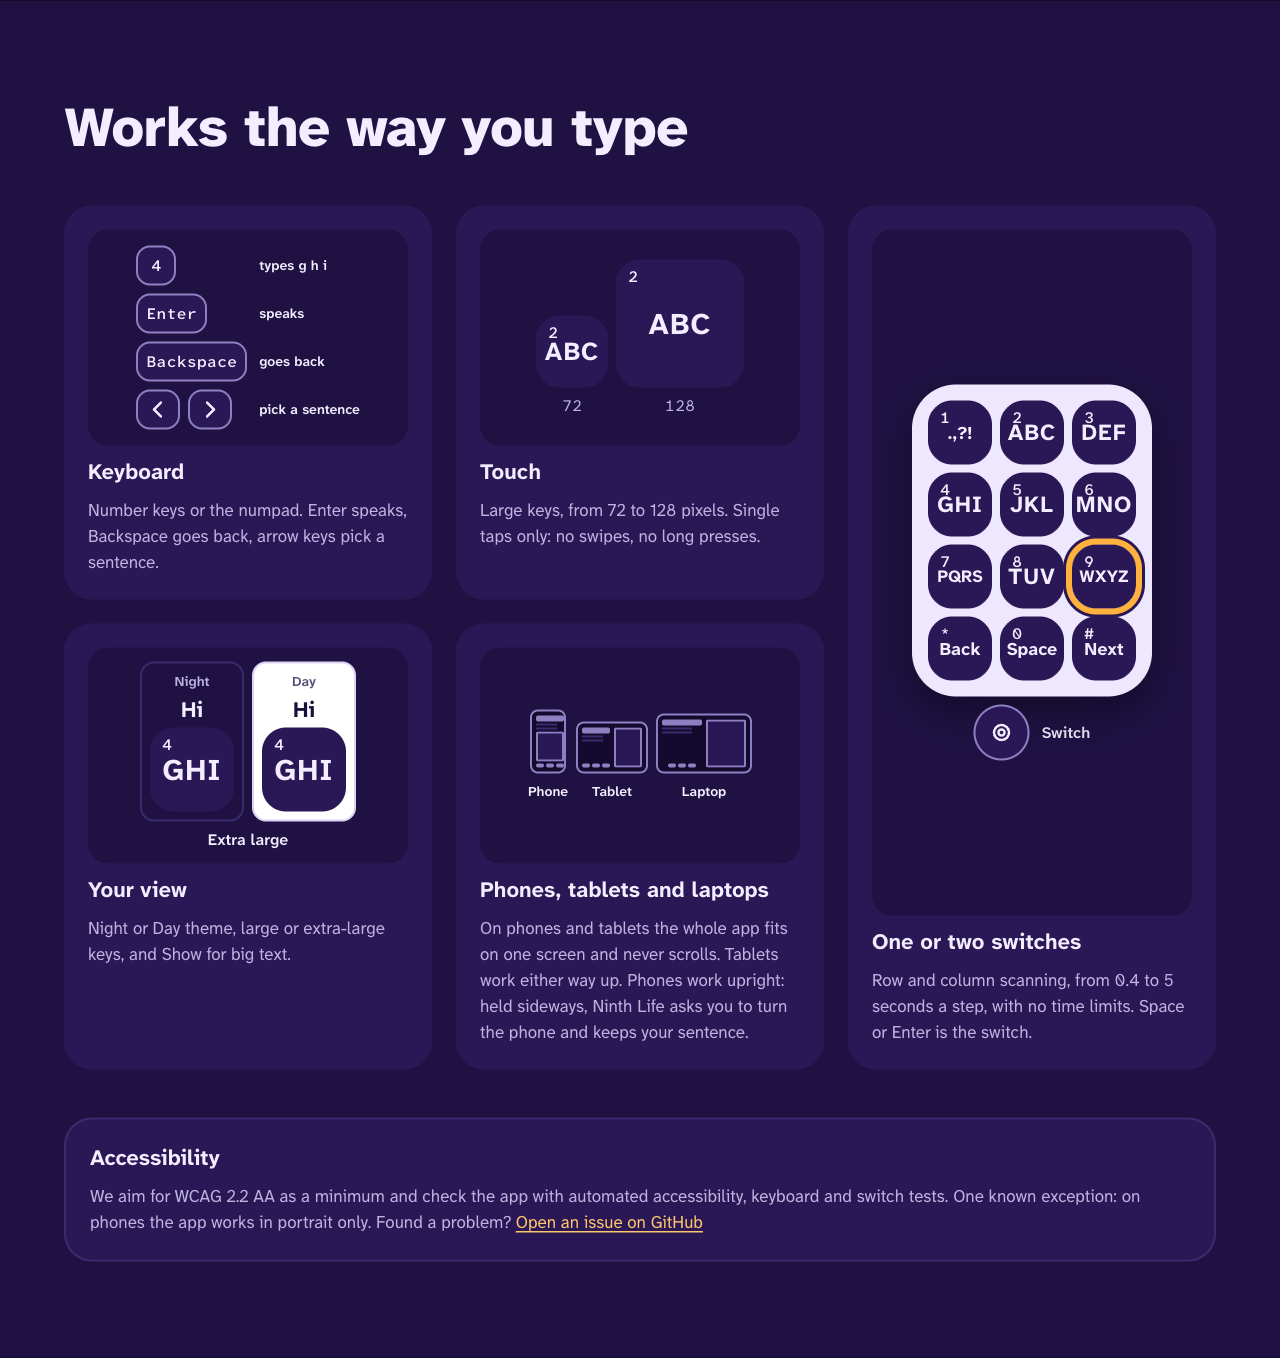 Works the way you type
4 types g h i
Enter speaks
Backspace goes back
pick a sentence
Keyboard
Number keys or the numpad. Enter speaks,
Backspace goes back, arrow keys pick a
sentence.
2
ABC
72
2
ABC
128
Touch
Large keys, from 72 to 128 pixels. Single
taps only: no swipes, no long presses.
1 2 3
.,?! ABC DEF
4 5 6
GHI JKL MNO
7 8 9
PQRS TUV WXYZ
* 0 #
Back Space Next
Switch
One or two switches
Row and column scanning, from 0.4 to 5
seconds a step, with no time limits. Space
or Enter is the switch.
Night
Hi
4
GHI
Day
Hi
4
GHI
Extra large
Your view
Night or Day theme, large or extra-large
keys, and Show for big text.
Phone Tablet Laptop
Phones, tablets and laptops
On phones and tablets the whole app fits
on one screen and never scrolls. Tablets
work either way up. Phones work upright:
held sideways, Ninth Life asks you to turn
the phone and keeps your sentence.
Accessibility
We aim for WCAG 2.2 AA as a minimum and check the app with automated accessibility, keyboard and switch tests. One known exception: on
phones the app works in portrait only. Found a problem? Open an issue on GitHub